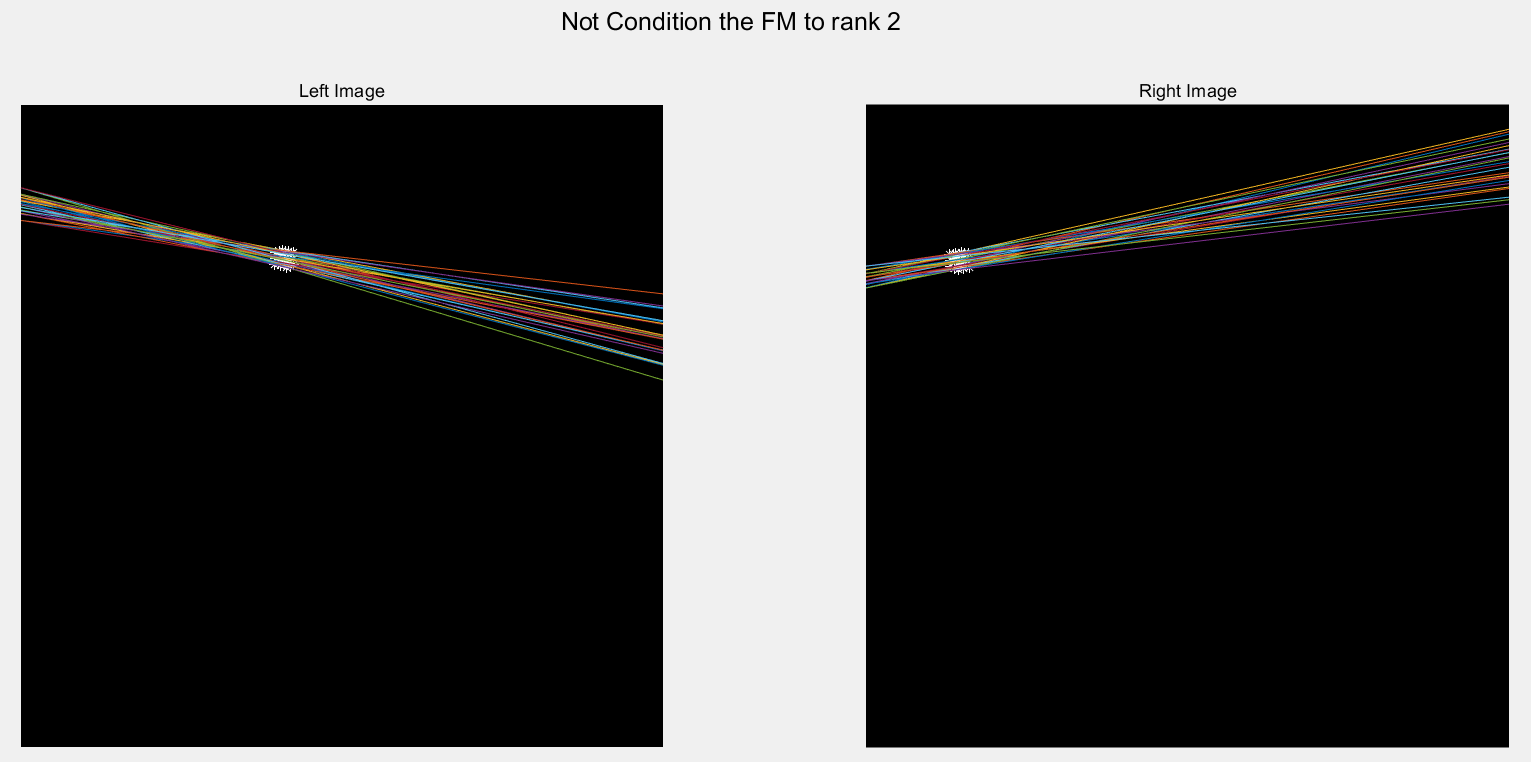 Not Condition the FM to rank 2
Left Image
Right Image